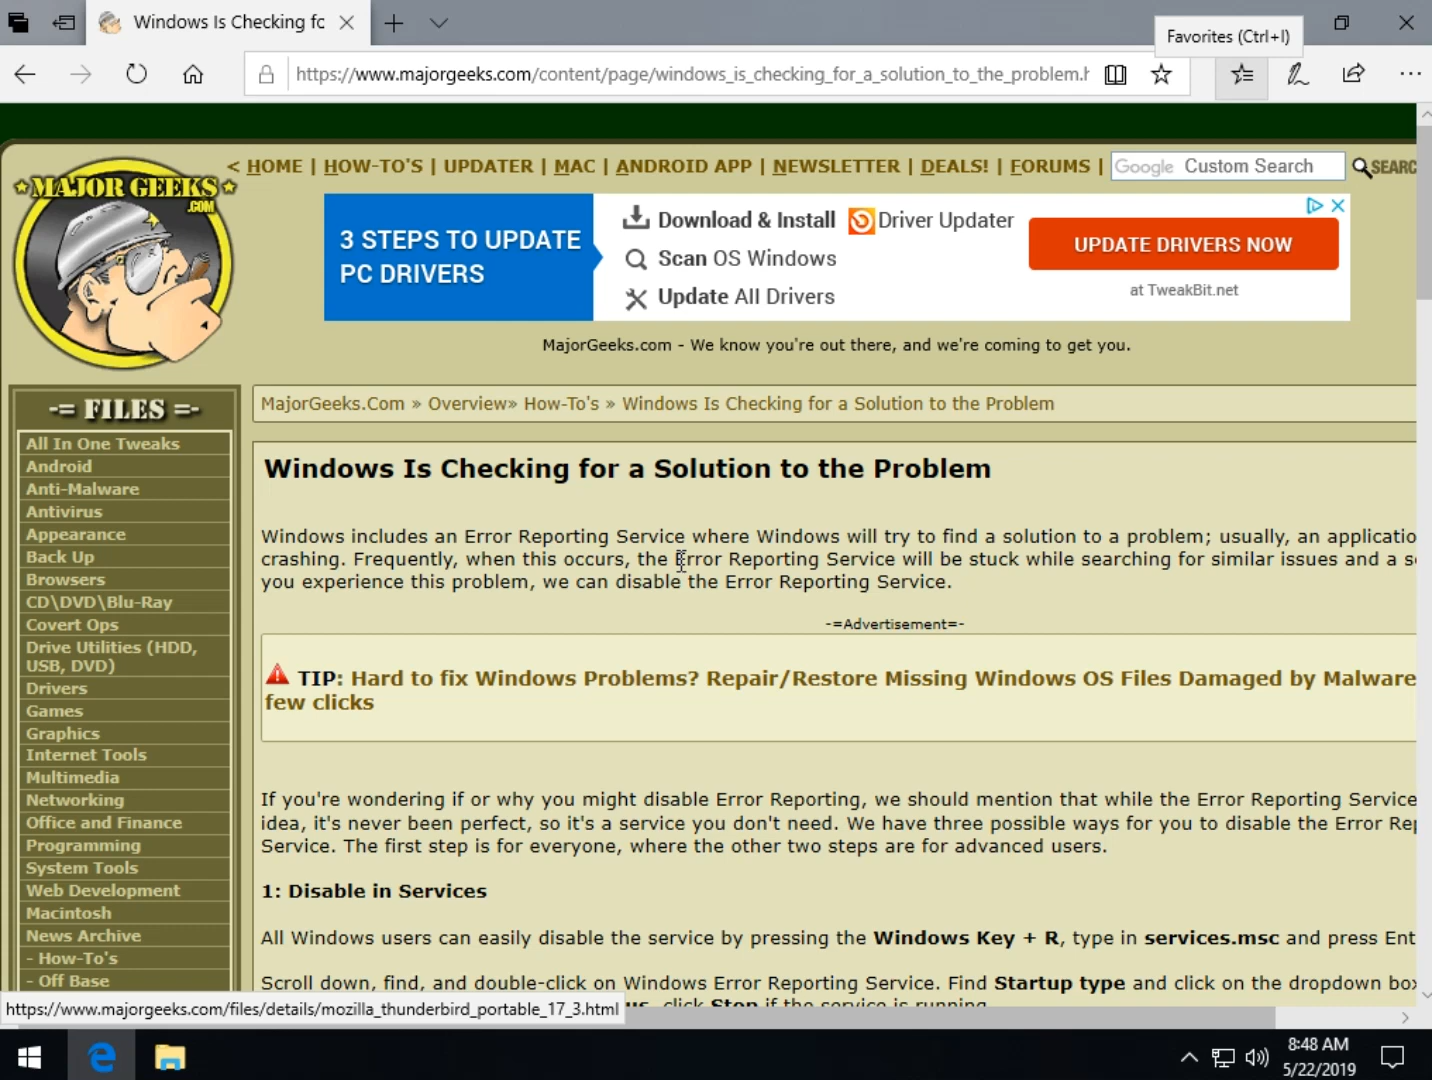 Windows Is Checking fc
Favorites (Ctrl+I)
https://www.majorgeeks.com/content/page/windows_is_checking_for_a_solution_to_the_problem.h
MAJOR GEEKS
.COM
< HOME | HOW-TO'S | UPDATER | MAC | ANDROID APP | NEWSLETTER | DEALS! | FORUMS |
Google Custom Search
SEARC
3 STEPS TO UPDATE
PC DRIVERS
Download & Install Driver Updater
Scan OS Windows
Update All Drivers
UPDATE DRIVERS NOW
at TweakBit.net
MajorGeeks.com - We know you're out there, and we're coming to get you.
-= FILES =-
All In One Tweaks
Android
Anti-Malware
Antivirus
Appearance
Back Up
Browsers
CD\DVD\Blu-Ray
Covert Ops
Drive Utilities (HDD,
USB, DVD)
Drivers
Games
Graphics
Internet Tools
Multimedia
Networking
Office and Finance
Programming
System Tools
Web Development
Macintosh
News Archive
- How-To's
- Off Base
MajorGeeks.Com » Overview» How-To's » Windows Is Checking for a Solution to the Problem
Windows Is Checking for a Solution to the Problem
Windows includes an Error Reporting Service where Windows will try to find a solution to a problem; usually, an applicatio
crashing. Frequently, when this occurs, the Error Reporting Service will be stuck while searching for similar issues and a s
you experience this problem, we can disable the Error Reporting Service.
-=Advertisement=-
TIP: Hard to fix Windows Problems? Repair/Restore Missing Windows OS Files Damaged by Malware
few clicks
If you're wondering if or why you might disable Error Reporting, we should mention that while the Error Reporting Service
idea, it's never been perfect, so it's a service you don't need. We have three possible ways for you to disable the Error Rep
Service. The first step is for everyone, where the other two steps are for advanced users.
1: Disable in Services
All Windows users can easily disable the service by pressing the Windows Key + R, type in services.msc and press Ent
Scroll down, find, and double-click on Windows Error Reporting Service. Find Startup type and click on the dropdown box
us, click Stop if the service is running.
https://www.majorgeeks.com/files/details/mozilla_thunderbird_portable_17_3.html
8:48 AM
5/22/2019